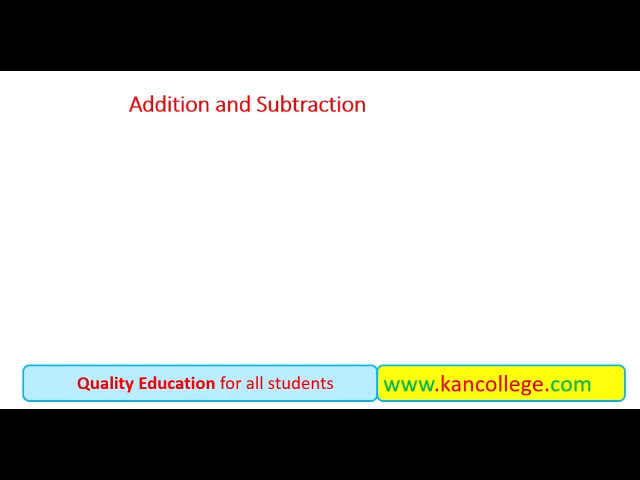 Addition and Subtraction
Quality Education for all students
www.kancollege.com